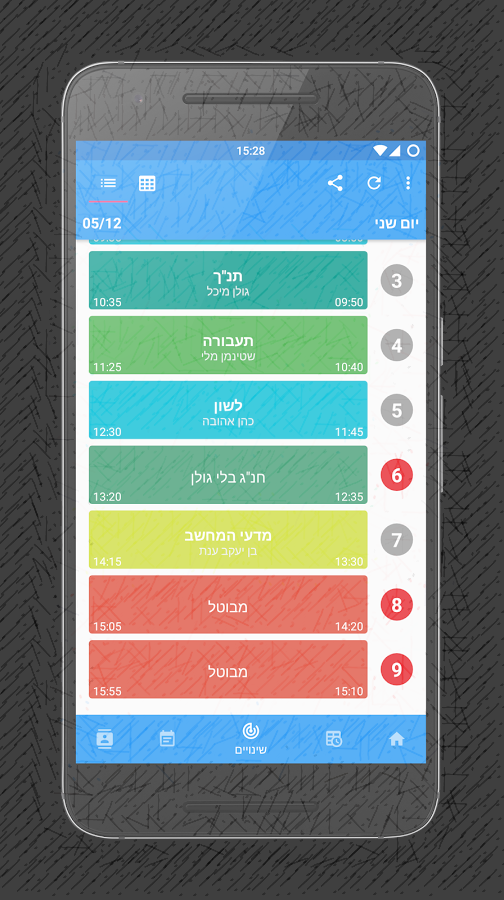 15:28
יום שני 05/12
3
תנ"ך
גולן מיכל
09:50 10:35
4
תעבורה
שטינמן מלי
10:40 11:25
5
לשון
כהן אהובה
11:45 12:30
6
חנ"ג בלי גולן
12:35 13:20
7
מדעי המחשב
בן יעקב ענת
13:30 14:15
8
מבוטל
14:20 15:05
9
מבוטל
15:10 15:55
שינויים